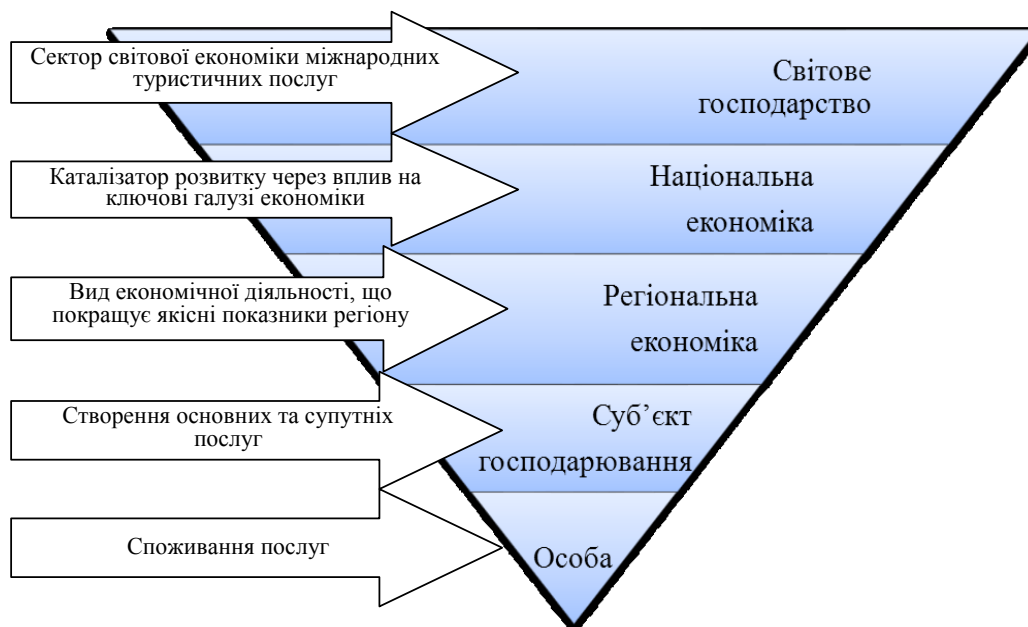 Сектор світової економіки міжнародних
туристичних послуг
Світове
господарство
Каталізатор розвитку через вплив на
ключові галузі економіки
Національна
економіка
Вид економічної діяльності, що
покращує якісні показники регіону
Регіональна
економіка
Створення основних та супутніх
послуг
Суб’єкт
господарювання
Споживання послуг
Особа